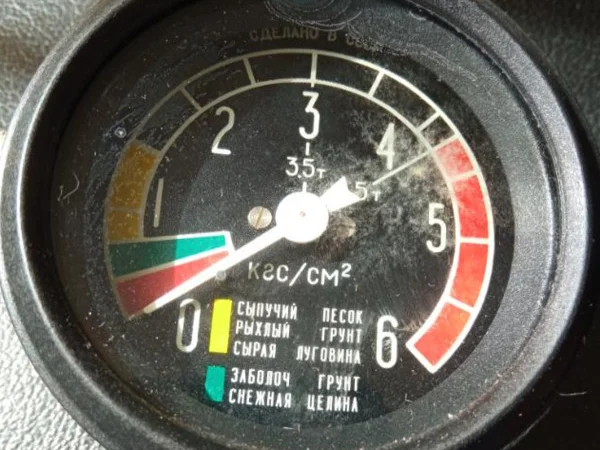 СДЕЛАНО В
3
2
4
3.5т
5т
1
5
КГС/СМ²
0
6
СЫПУЧИЙ ПЕСОК
РЫХЛЫЙ ГРУНТ
СЫРАЯ ЛУГОВИНА
ЗАБОЛОЧ ГРУНТ
СНЕЖНАЯ ЦЕЛИНА